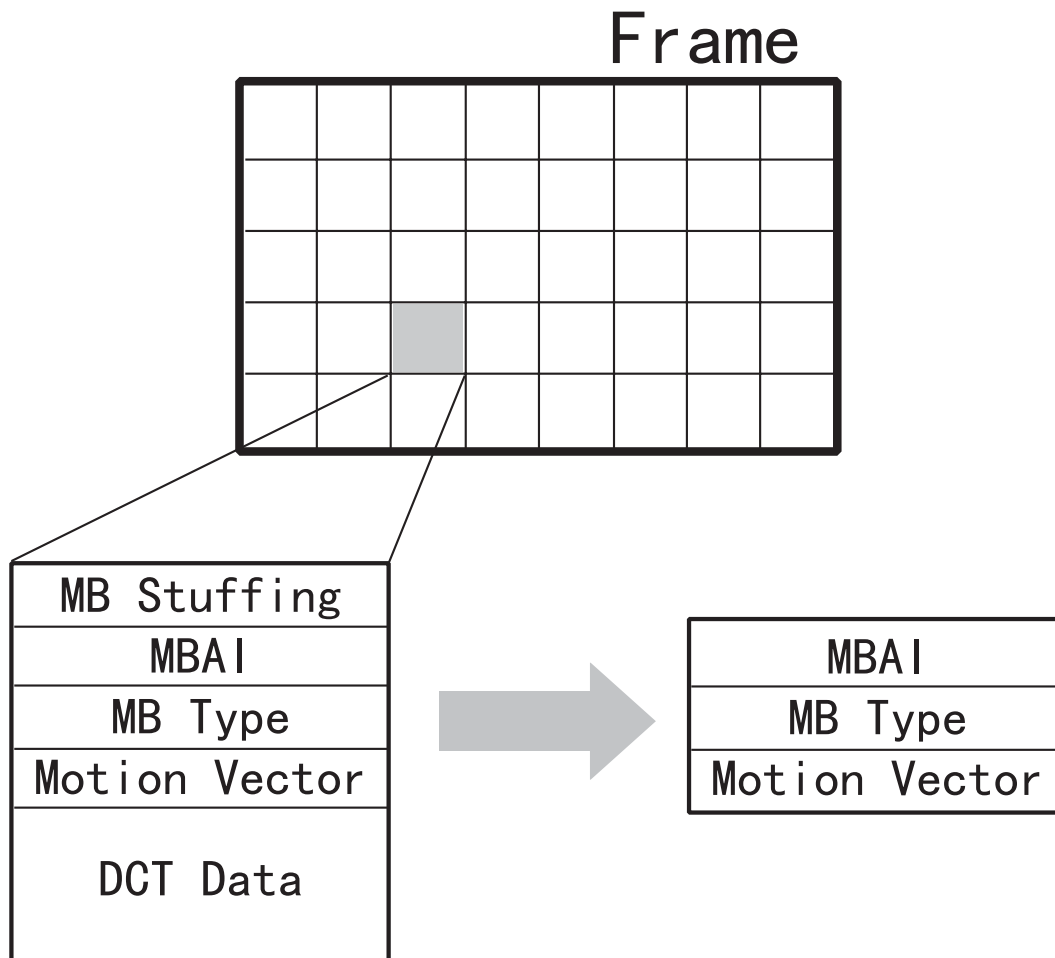 Frame
MB Stuffing
MBAI
MB Type
Motion Vector
DCT Data
MBAI
MB Type
Motion Vector